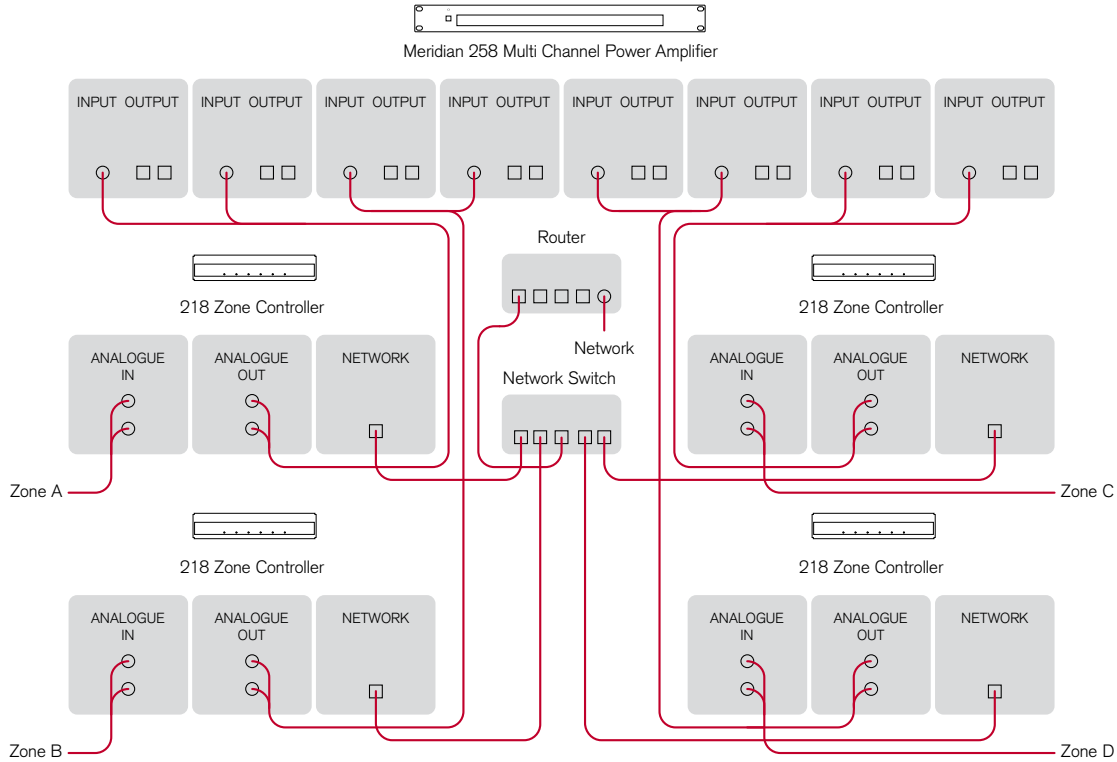 Meridian 258 Multi Channel Power Amplifier
INPUT OUTPUT
INPUT OUTPUT
INPUT OUTPUT
INPUT OUTPUT
INPUT OUTPUT
INPUT OUTPUT
INPUT OUTPUT
INPUT OUTPUT
Router
218 Zone Controller
218 Zone Controller
Network
Network Switch
ANALOGUE
IN
ANALOGUE
OUT
NETWORK
ANALOGUE
IN
ANALOGUE
OUT
NETWORK
Zone A
Zone C
218 Zone Controller
218 Zone Controller
ANALOGUE
IN
ANALOGUE
OUT
NETWORK
ANALOGUE
IN
ANALOGUE
OUT
NETWORK
Zone B
Zone D